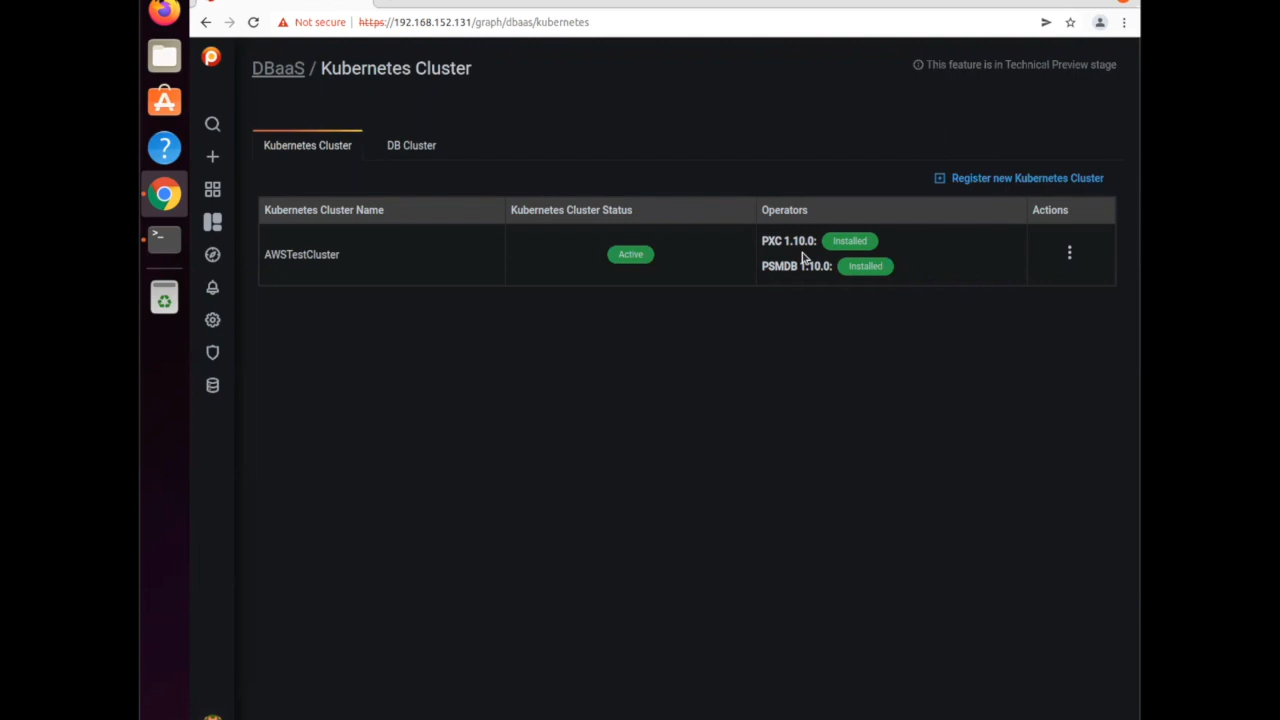 Not secure | https://192.168.152.131/graph/dbaas/kubernetes
DBaaS / Kubernetes Cluster
This feature is in Technical Preview stage
Kubernetes Cluster
DB Cluster
Register new Kubernetes Cluster
Kubernetes Cluster Name
Kubernetes Cluster Status
Operators
Actions
AWSTestCluster
Active
PXC 1.10.0: Installed
PSMDB 1.10.0: Installed